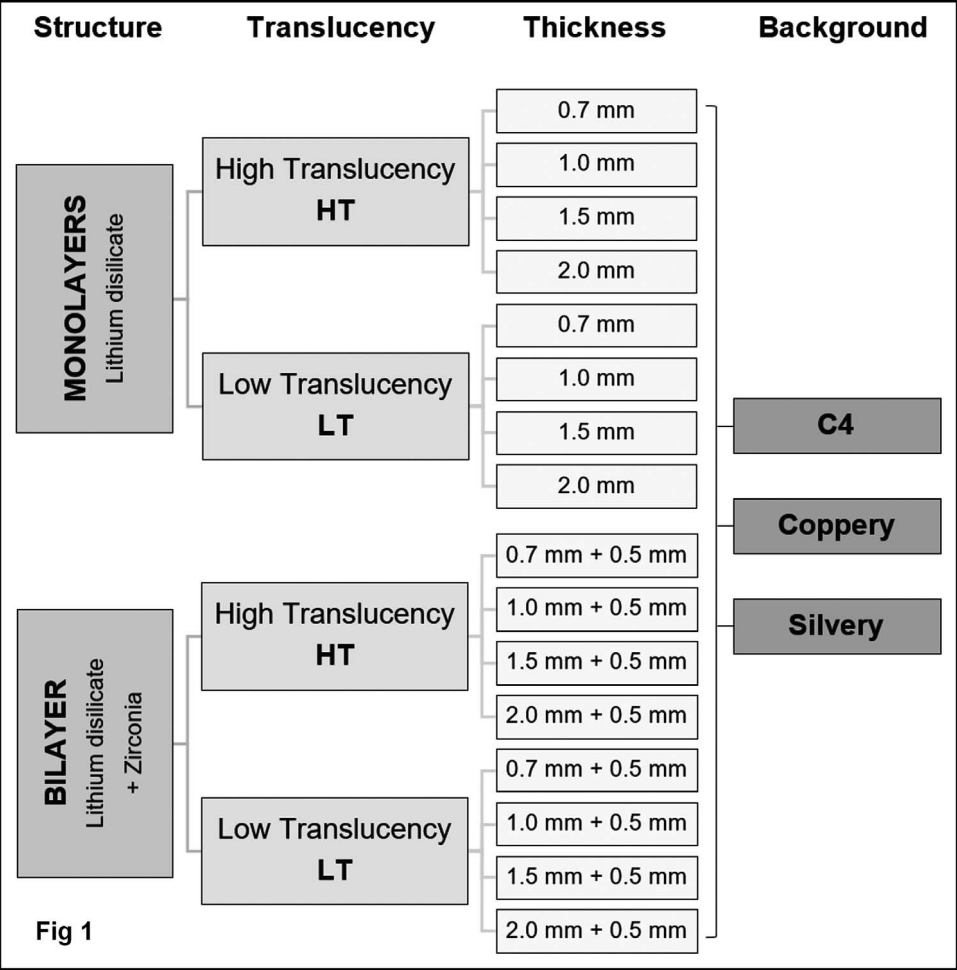 Structure Translucency Thickness Background
MONOLAYERS
Lithium disilicate
High Translucency
HT
0.7 mm
1.0 mm
1.5 mm
2.0 mm
Low Translucency
LT
0.7 mm
1.0 mm
1.5 mm
2.0 mm
BILAYER
Lithium disilicate
+ Zirconia
High Translucency
HT
0.7 mm + 0.5 mm
1.0 mm + 0.5 mm
1.5 mm + 0.5 mm
2.0 mm + 0.5 mm
Low Translucency
LT
0.7 mm + 0.5 mm
1.0 mm + 0.5 mm
1.5 mm + 0.5 mm
2.0 mm + 0.5 mm
C4
Coppery
Silvery
Fig 1